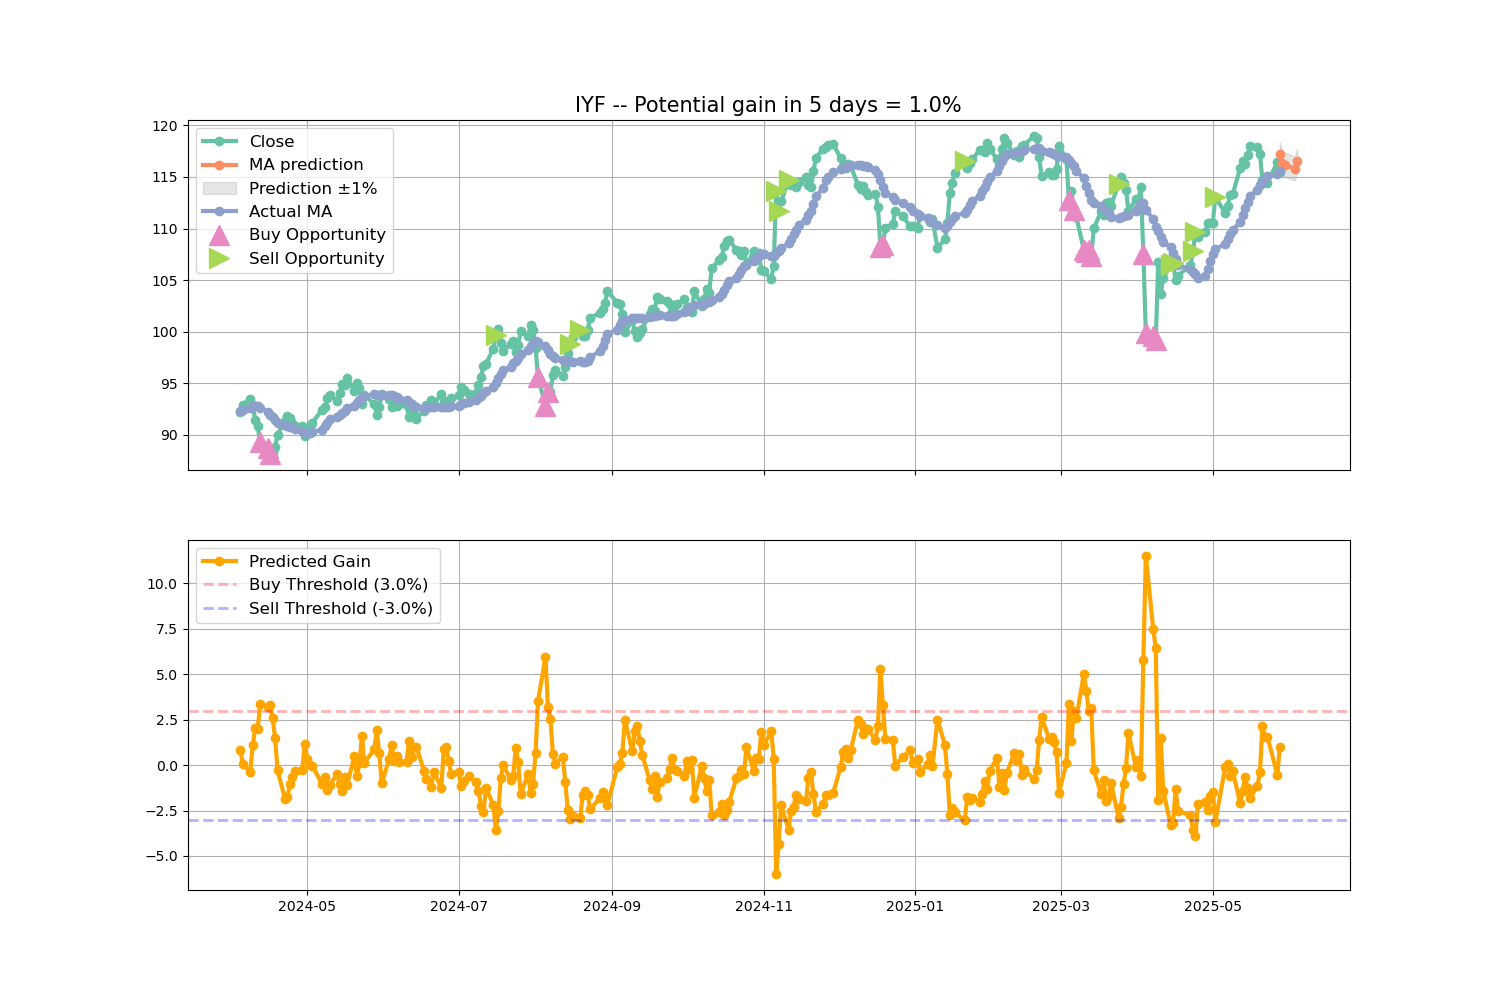 IYF -- Potential gain in 5 days = 1.0%
120
115
110
105
100
95
90
Close
MA prediction
Prediction ±1%
Actual MA
Buy Opportunity
Sell Opportunity
10.0
7.5
5.0
2.5
0.0
−2.5
−5.0
Predicted Gain
Buy Threshold (3.0%)
Sell Threshold (-3.0%)
2024-05
2024-07
2024-09
2024-11
2025-01
2025-03
2025-05